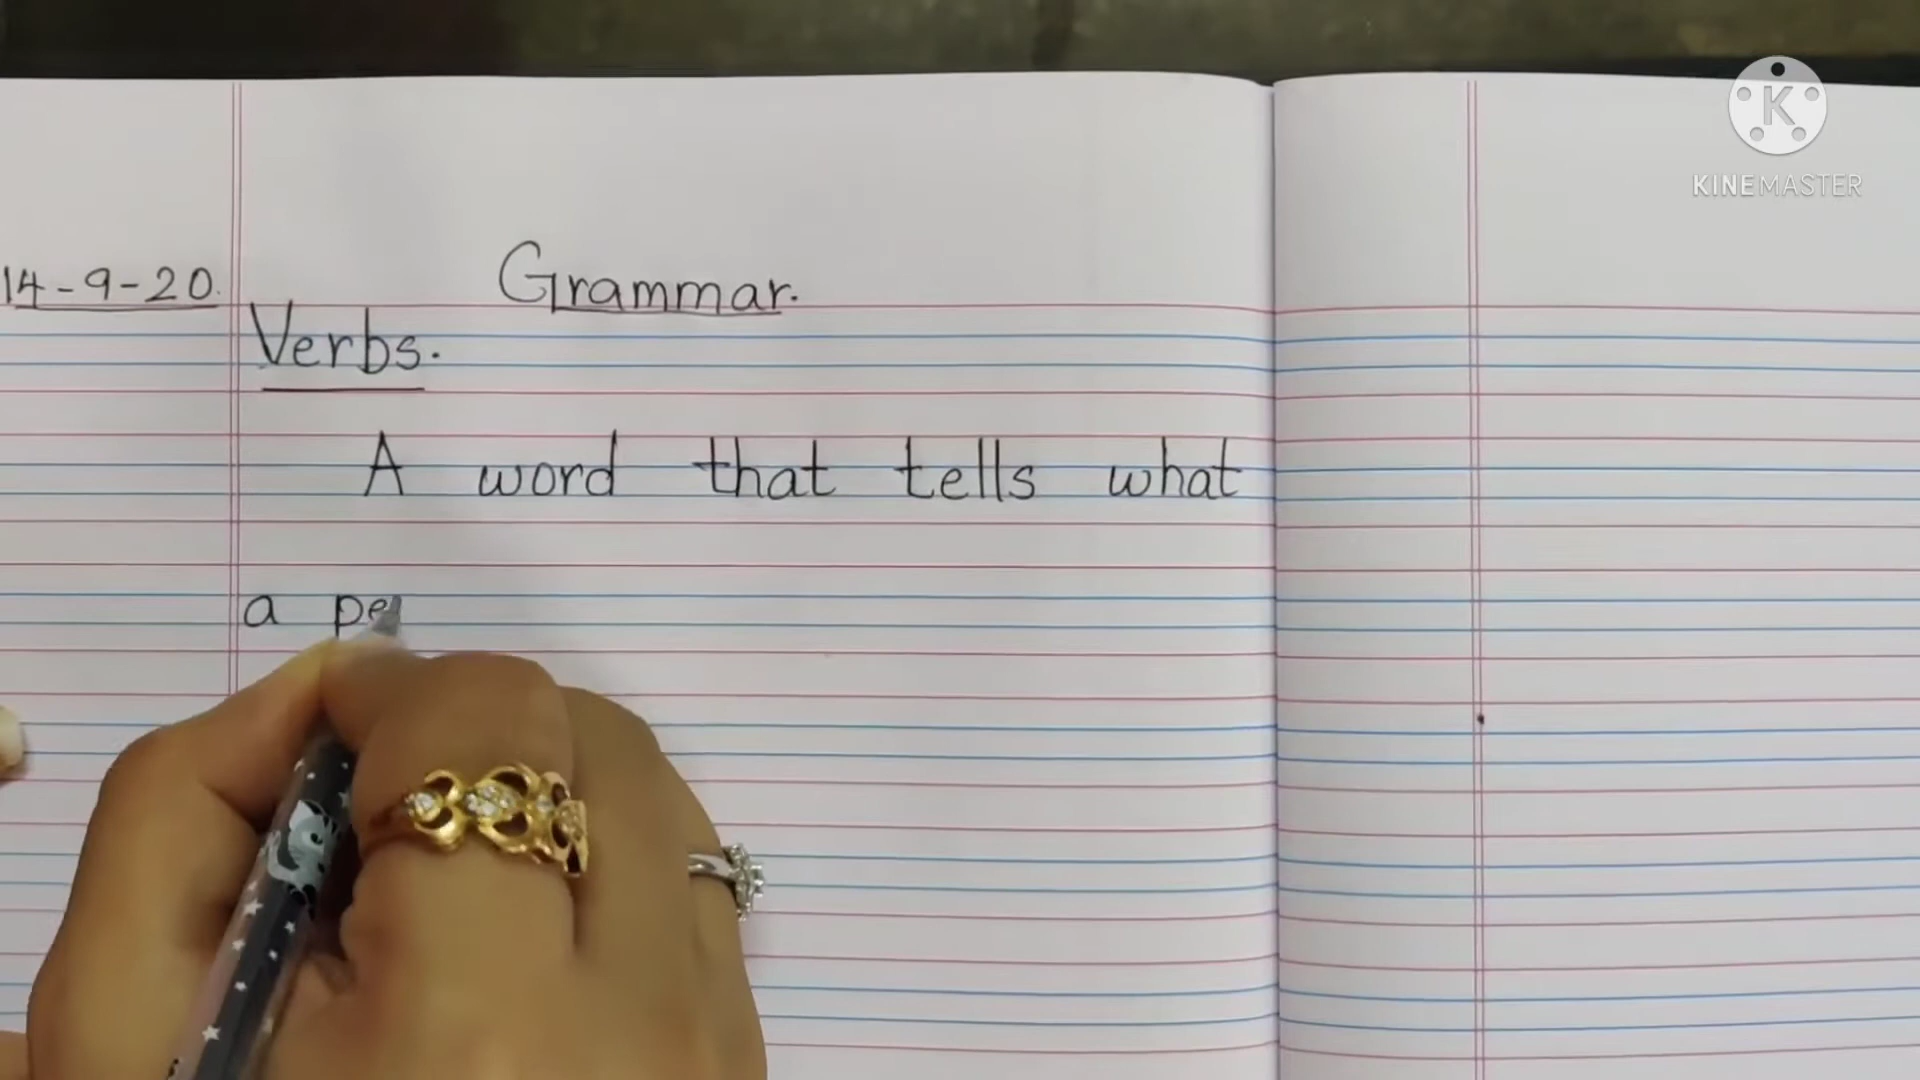 K
KINEMASTER
14-9-20.
Grammar.
Verbs.
A word that tells what
a pe